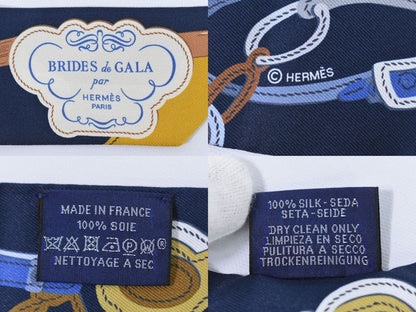 BRIDES de GALA
par
HERMÈS
PARIS
© HERMÈS
MADE IN FRANCE
100% SOIE
NETTOYAGE A SEC
100% SILK-SEDA
SETA-SEIDE
DRY CLEAN ONLY
LIMPIEZA EN SECO
PULITURA A SECCO
TROCKENREINIGUNG